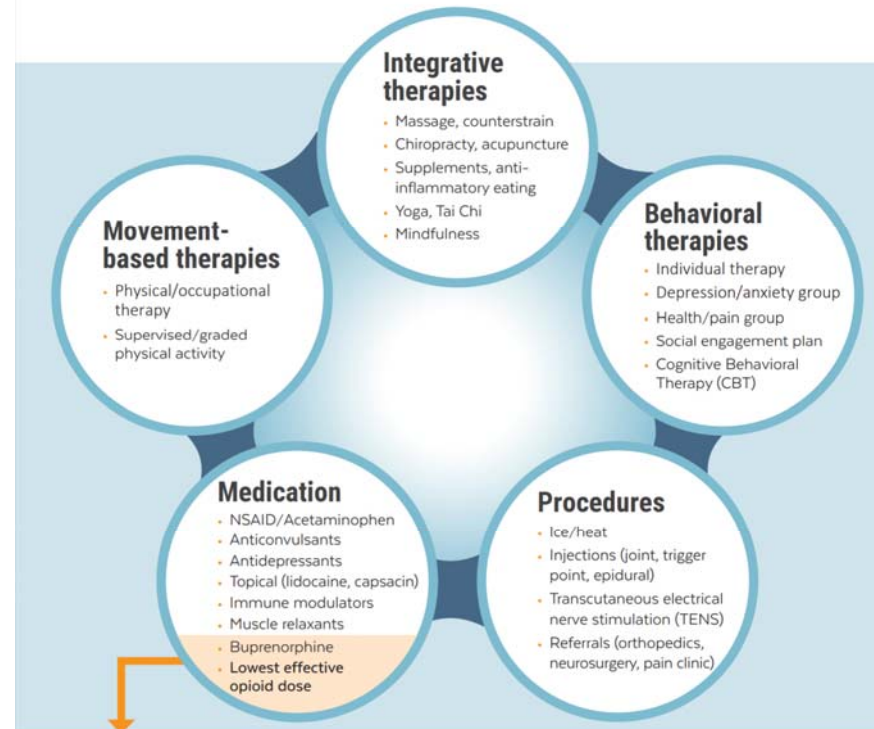 Integrative
therapies
Massage, counterstrain
Chiropracty, acupuncture
Supplements, anti-
inflammatory eating
Yoga, Tai Chi
Mindfulness
Movement-
based therapies
Physical/occupational
therapy
Supervised/graded
physical activity
Behavioral
therapies
Individual therapy
Depression/anxiety group
Health/pain group
Social engagement plan
Cognitive Behavioral
Therapy (CBT)
Medication
NSAID/Acetaminophen
Anticonvulsants
Antidepressants
Topical (lidocaine, capsacin)
Immune modulators
Muscle relaxants
Buprenorphine
Lowest effective
opioid dose
Procedures
Ice/heat
Injections (joint, trigger
point, epidural)
Transcutaneous electrical
nerve stimulation (TENS)
Referrals (orthopedics,
neurosurgery, pain clinic)